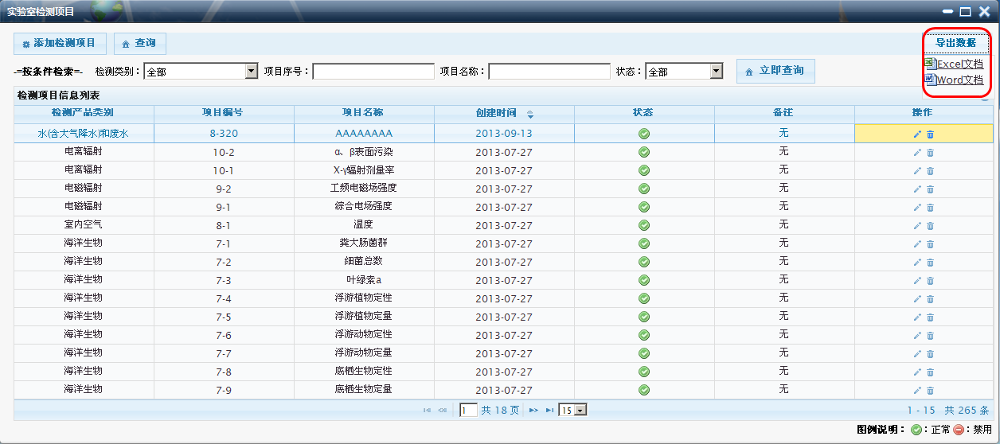 实验室检测项目
添加检测项目 查询 导出数据
Excel文档
Word文档
-=按条件检索=- 检测类别： 全部 项目序号： 项目名称： 状态： 全部 立即查询
检测项目信息列表
检测产品类别 项目编号 项目名称 创建时间 状态 备注 操作
水(含大气降水)和废水 8-320 AAAAAAAA 2013-09-13 无
电离辐射 10-2 α、β表面污染 2013-07-27 无
电离辐射 10-1 X-γ辐射剂量率 2013-07-27 无
电磁辐射 9-2 工频电磁场强度 2013-07-27 无
电磁辐射 9-1 综合电场强度 2013-07-27 无
室内空气 8-1 温度 2013-07-27 无
海洋生物 7-1 粪大肠菌群 2013-07-27 无
海洋生物 7-2 细菌总数 2013-07-27 无
海洋生物 7-3 叶绿素a 2013-07-27 无
海洋生物 7-4 浮游植物定性 2013-07-27 无
海洋生物 7-5 浮游植物定量 2013-07-27 无
海洋生物 7-6 浮游动物定性 2013-07-27 无
海洋生物 7-7 浮游动物定量 2013-07-27 无
海洋生物 7-8 底栖生物定性 2013-07-27 无
海洋生物 7-9 底栖生物定量 2013-07-27 无
1 共 18 页 15 1 - 15 共 265 条
图例说明： ：正常 ：禁用